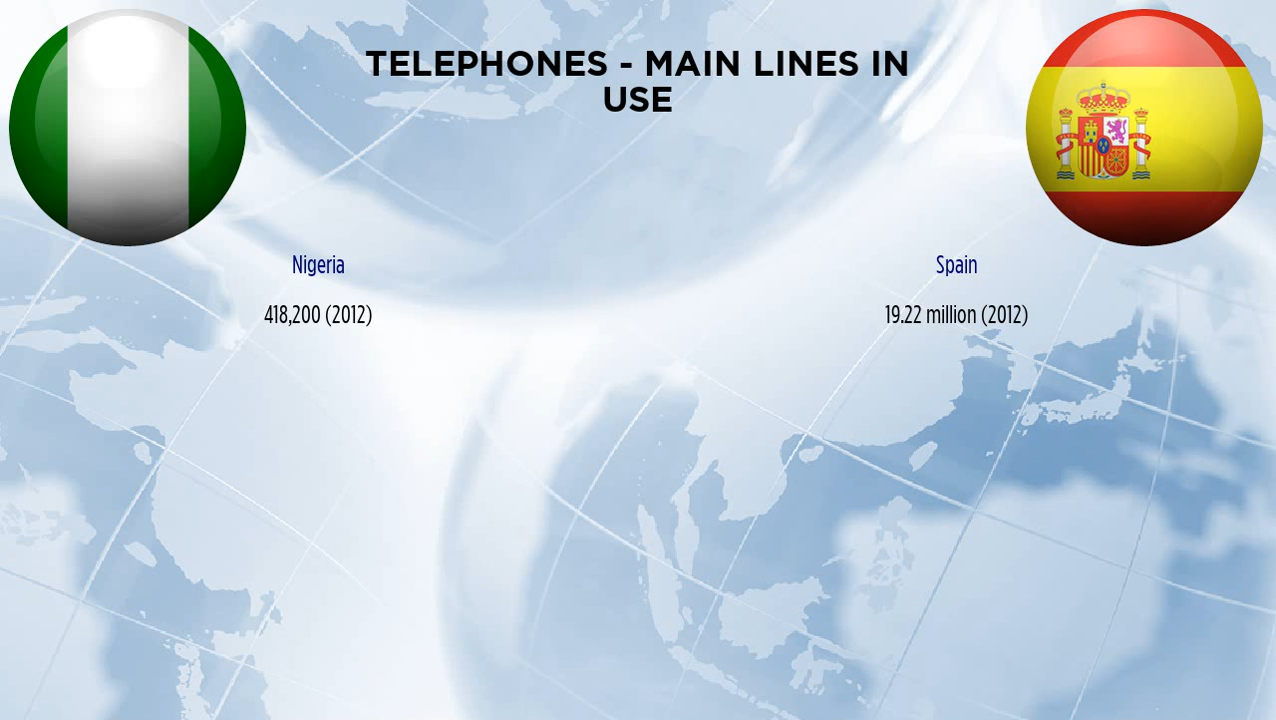 TELEPHONES - MAIN LINES IN
USE
Nigeria
Spain
418,200 (2012)
19.22 million (2012)